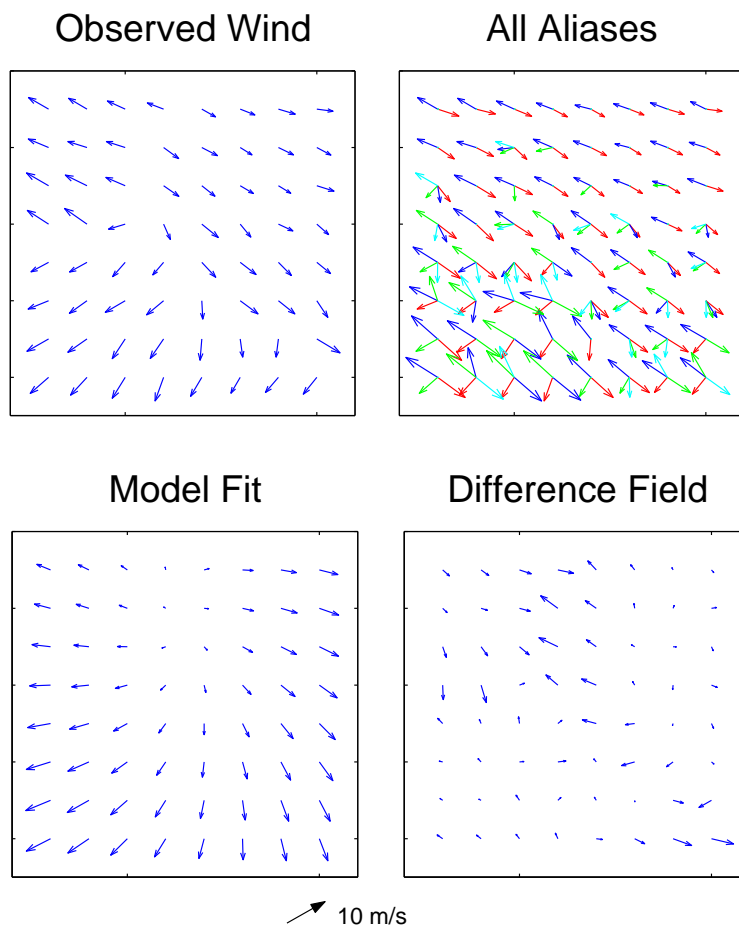 Observed Wind
All Aliases
Model Fit
Difference Field
10 m/s